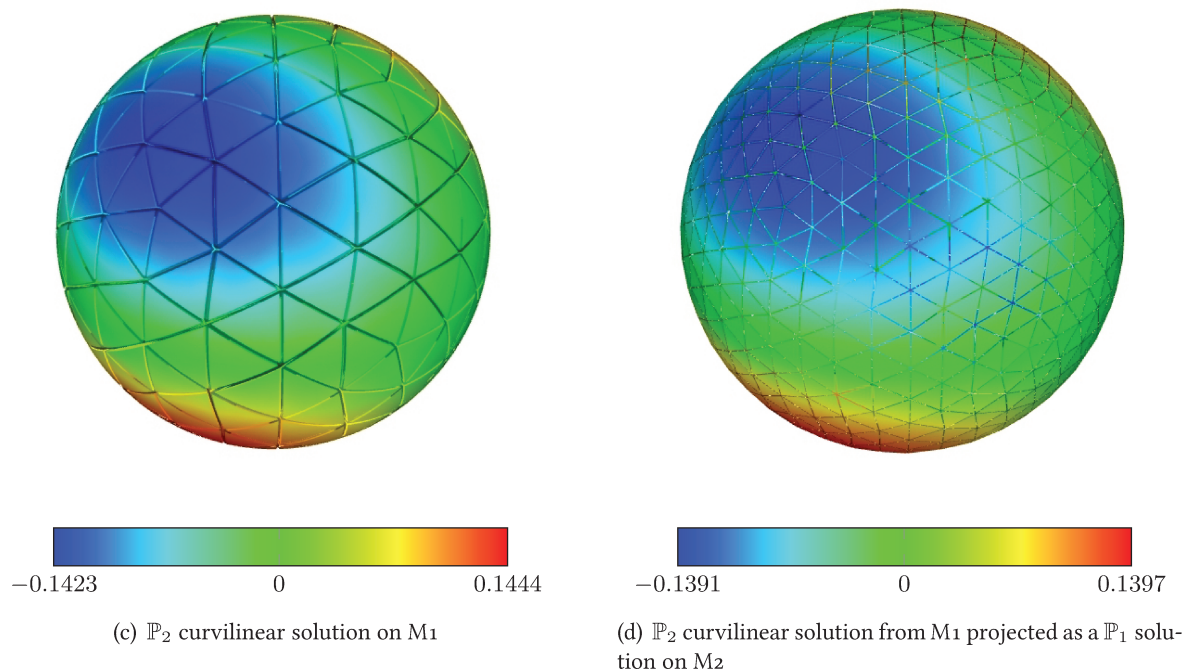 −0.1423 0 0.1444
−0.1391 0 0.1397
(c) ℙ₂ curvilinear solution on M1
(d) ℙ₂ curvilinear solution from M1 projected as a ℙ₁ solu-
tion on M2